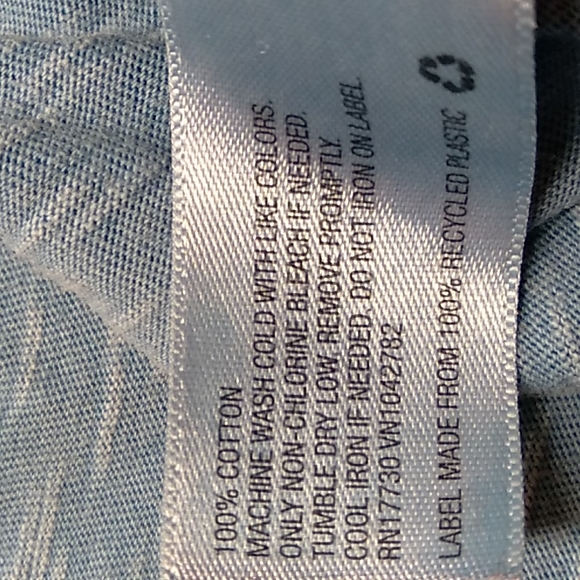 100% COTTON
MACHINE WASH COLD WITH LIKE COLORS.
ONLY NON-CHLORINE BLEACH IF NEEDED.
TUMBLE DRY LOW. REMOVE PROMPTLY.
COOL IRON IF NEEDED. DO NOT IRON ON LABEL.
RN17730 VN1042782
LABEL MADE FROM 100% RECYCLED PLASTIC